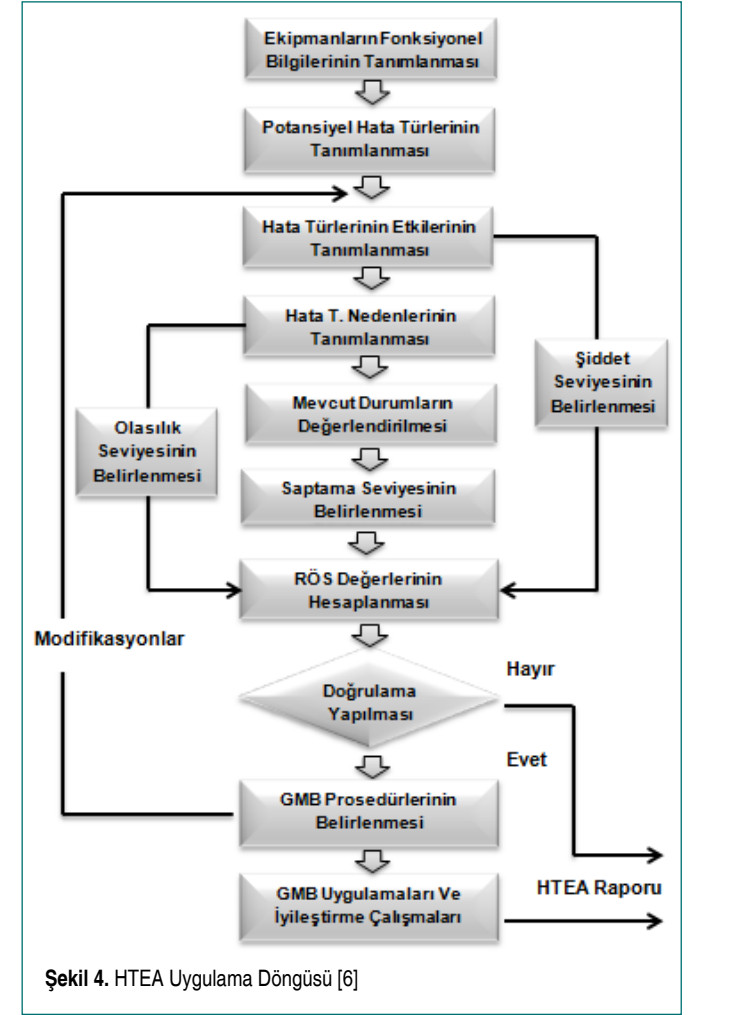 Ekipmanların Fonksiyonel
Bilgilerinin Tanımlanması
Potansiyel Hata Türlerinin
Tanımlanması
Hata Türlerinin Etkilerinin
Tanımlanması
Hata T. Nedenlerinin
Tanımlanması
Şiddet
Seviyesinin
Belirlenmesi
Mevcut Durumların
Değerlendirilmesi
Olasılık
Seviyesinin
Belirlenmesi
Saptama Seviyesinin
Belirlenmesi
RÖS Değerlerinin
Hesaplanması
Modifikasyonlar
Doğrulama
Yapılması
Hayır
Evet
GMB Prosedürlerinin
Belirlenmesi
GMB Uygulamaları Ve
İyileştirme Çalışmaları
HTEA Raporu
Şekil 4. HTEA Uygulama Döngüsü [6]